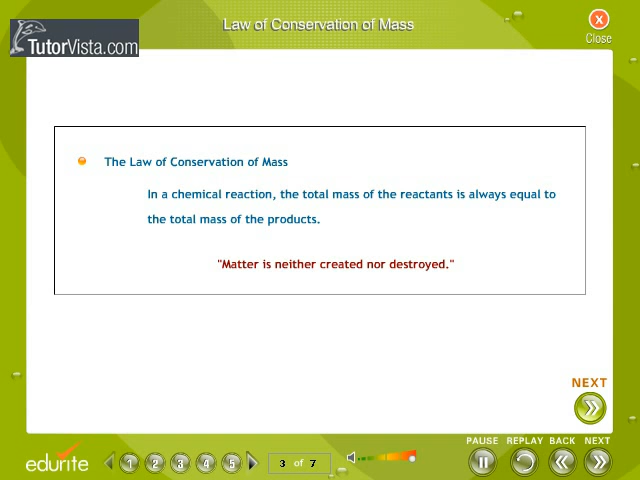 Law of Conservation of Mass
X
Close
TutorVista.com
The Law of Conservation of Mass
In a chemical reaction, the total mass of the reactants is always equal to
the total mass of the products.
"Matter is neither created nor destroyed."
NEXT
PAUSE REPLAY BACK NEXT
edurite
1 2 3 4 5
3 of 7